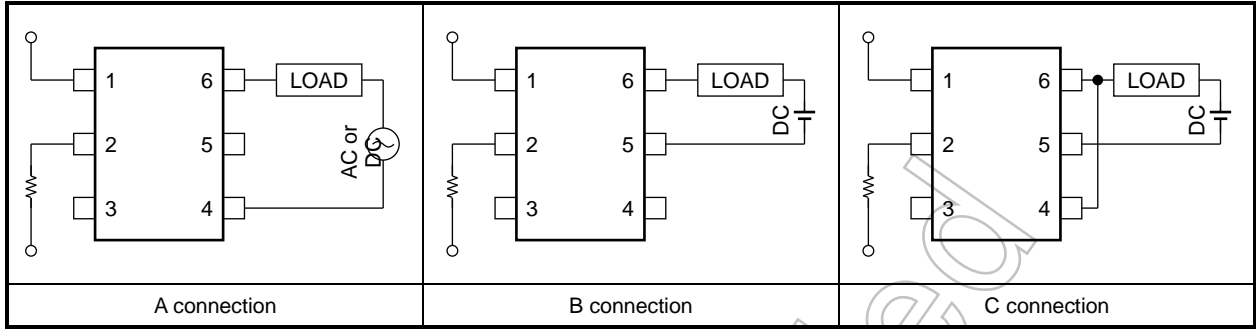 1 6 LOAD
2 5 AC or DC
3 4
A connection
1 6 LOAD
2 5 DC
3 4
B connection
1 6 LOAD
2 5 DC
3 4
C connection